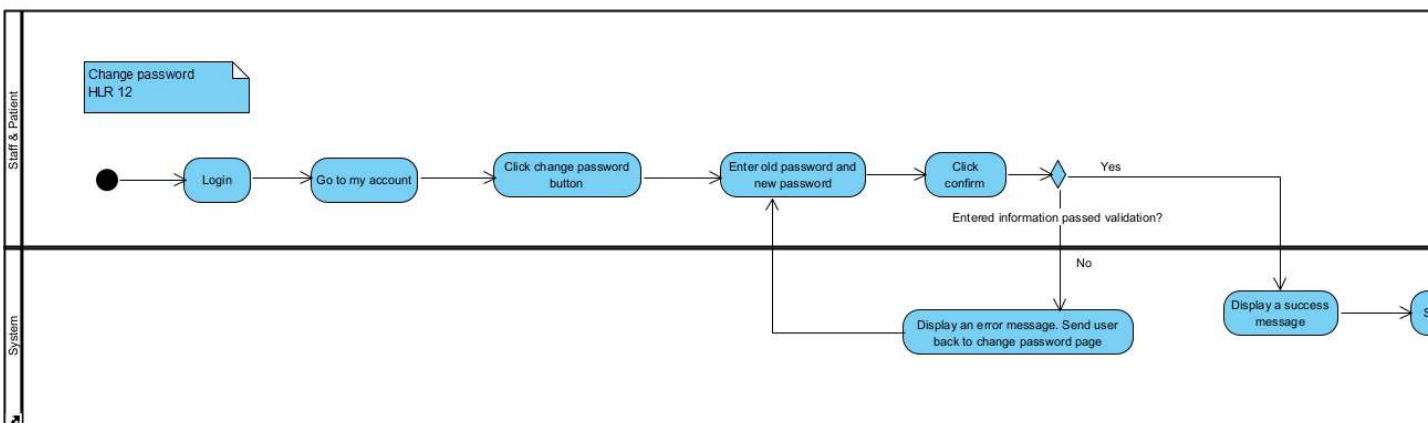 Staff & Patient
Change password
HLR 12
Login
Go to my account
Click change password
button
Enter old password and
new password
Click
confirm
Yes
Entered information passed validation?
System
No
Display an error message. Send user
back to change password page
Display a success
message
S